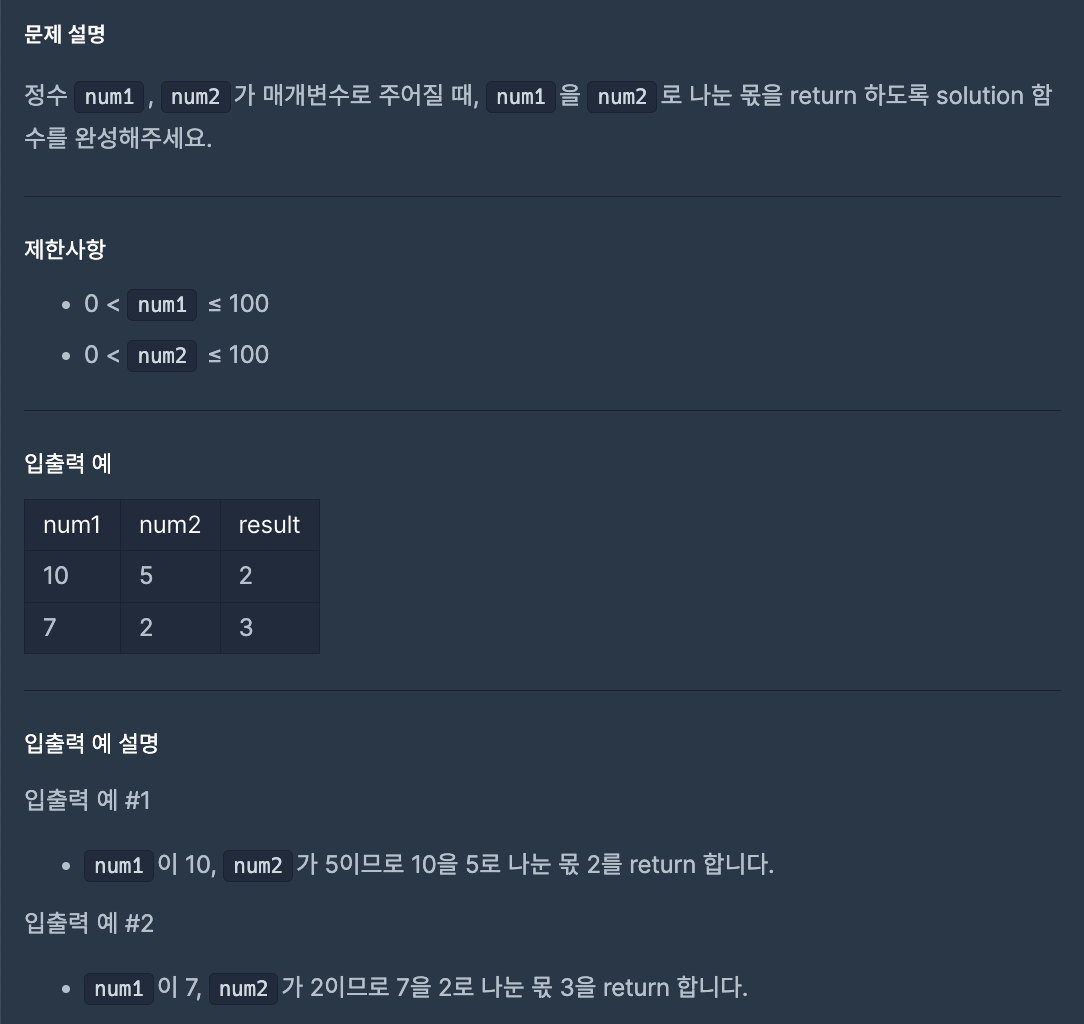 문제 설명
정수 num1, num2가 매개변수로 주어질 때, num1을 num2로 나눈 몫을 return 하도록 solution 함
수를 완성해주세요.
제한사항
• 0 < num1 ≤ 100
• 0 < num2 ≤ 100
입출력 예
num1 num2 result
10 5 2
7 2 3
입출력 예 설명
입출력 예 #1
• num1이 10, num2가 5이므로 10을 5로 나눈 몫 2를 return 합니다.
입출력 예 #2
• num1이 7, num2가 2이므로 7을 2로 나눈 몫 3을 return 합니다.